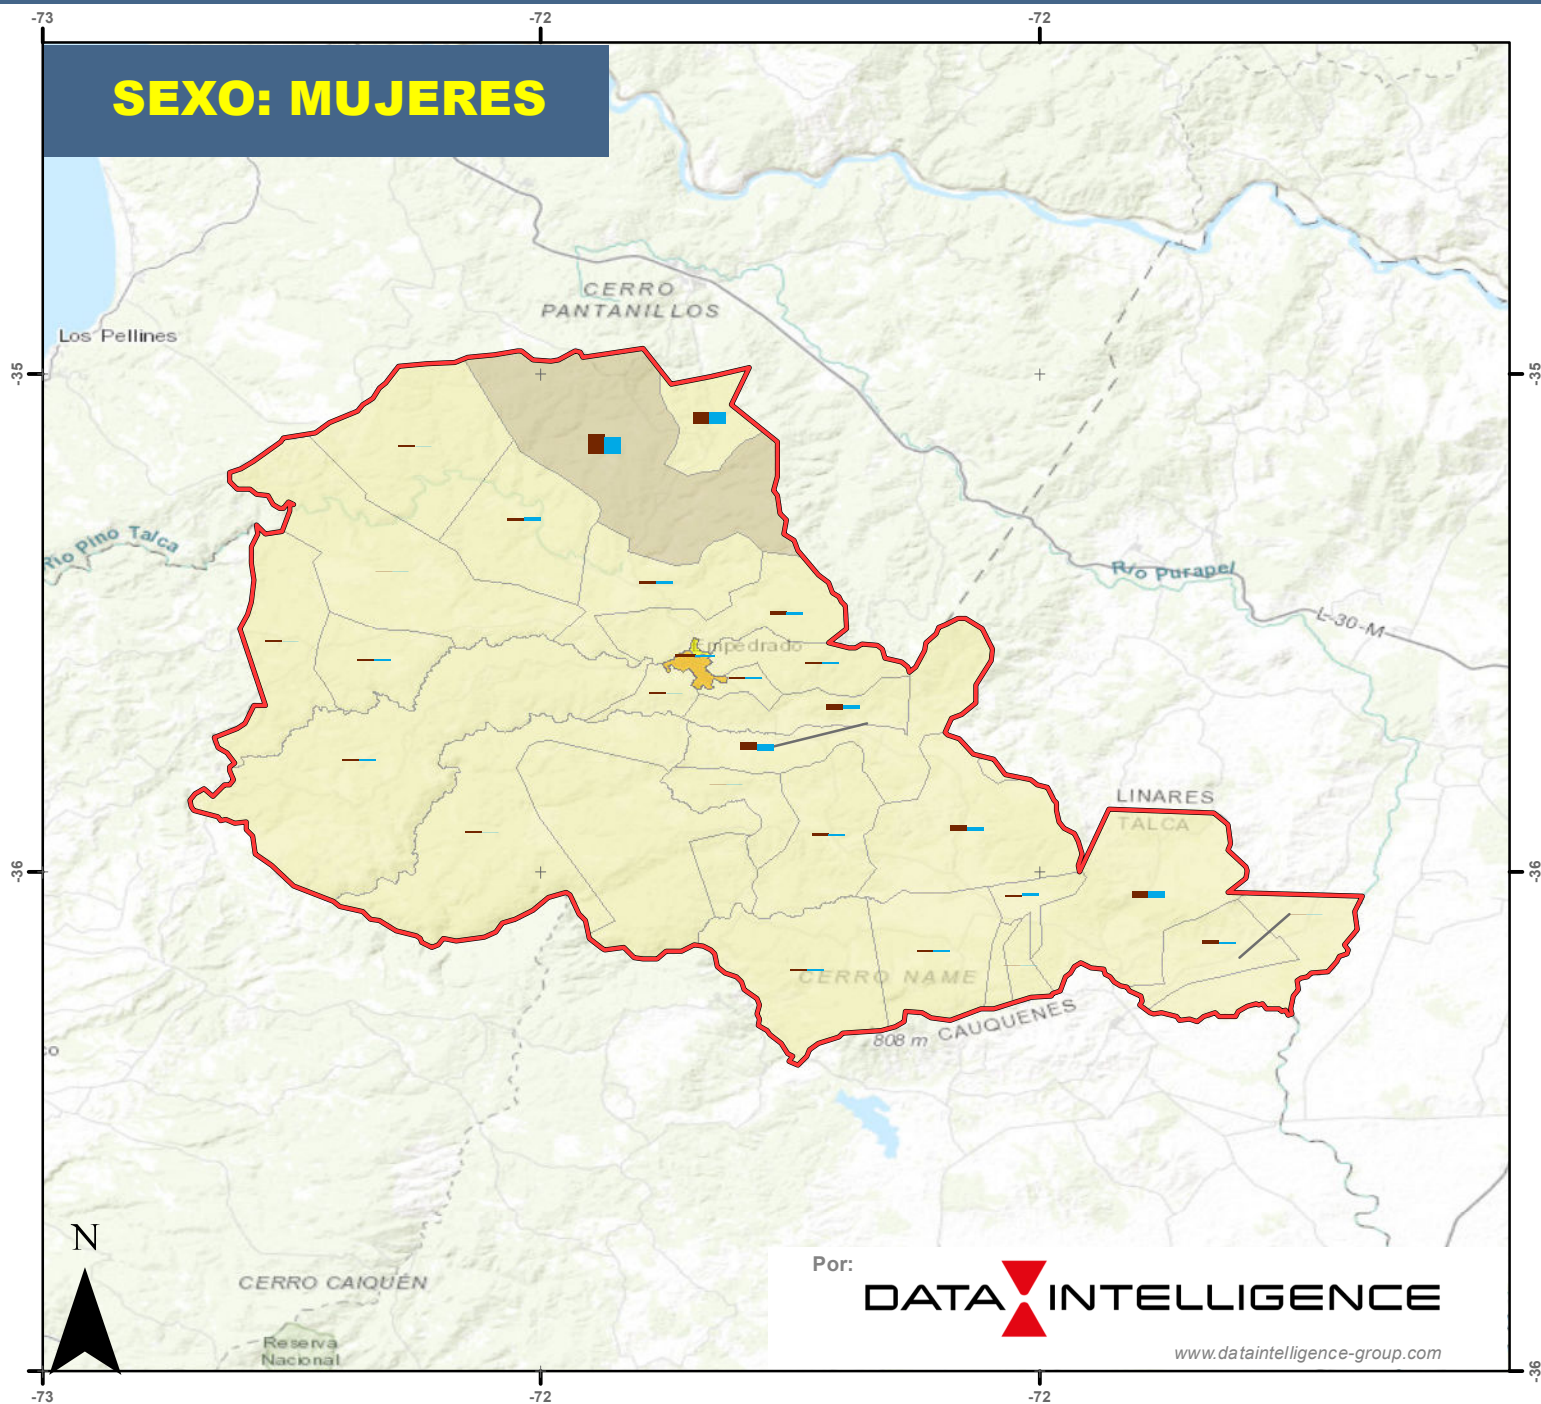 -73
-72
-72
SEXO: MUJERES
CERRO
PANTANILLOS
Los Pellines
-35
-35
Río Pino Talca
Río Purapel
L-30-M
Empedrado
LINARES
TALCA
-36
-36
CERRO NAME
CAUQUENES
808 m
co
N
Por:
DATA INTELLIGENCE
www.dataintelligence-group.com
CERRO CAIQUÉN
Reserva
Nacional
-36
-73
-72
-72